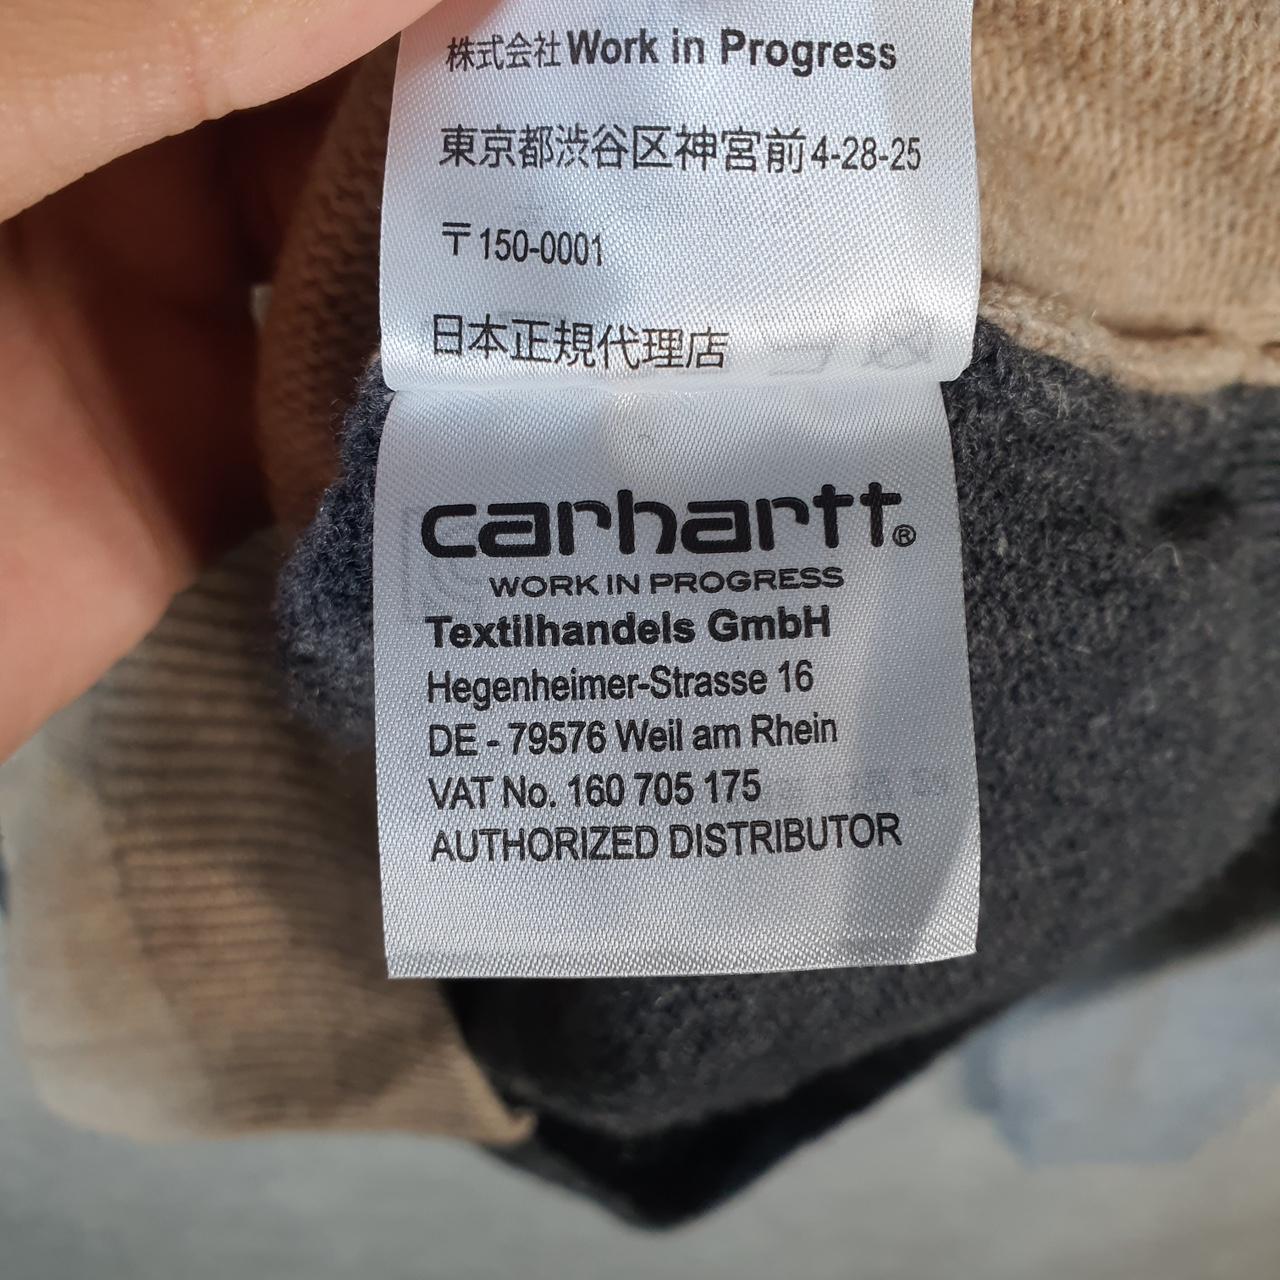 株式会社Work in Progress
東京都渋谷区神宮前4-28-25
〒150-0001
日本正規代理店
carhartt®
WORK IN PROGRESS
Textilhandels GmbH
Hegenheimer-Strasse 16
DE - 79576 Weil am Rhein
VAT No. 160 705 175
AUTHORIZED DISTRIBUTOR